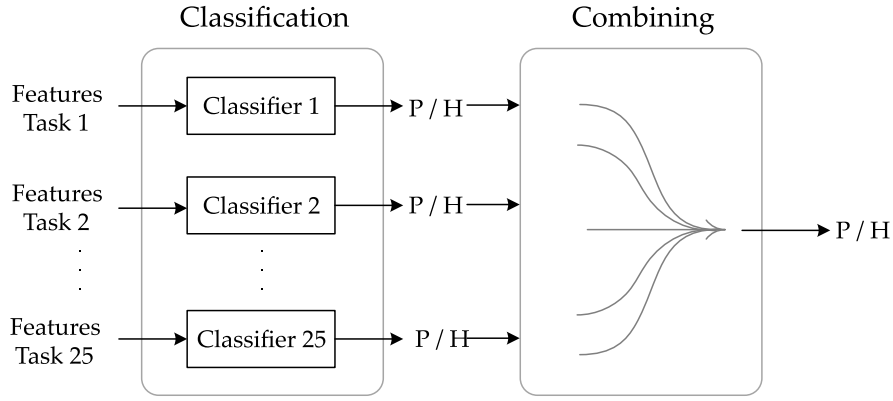 Classification
Combining
Features
Task 1
Classifier 1
P / H
Features
Task 2
Classifier 2
P / H
P / H
Features
Task 25
Classifier 25
P / H